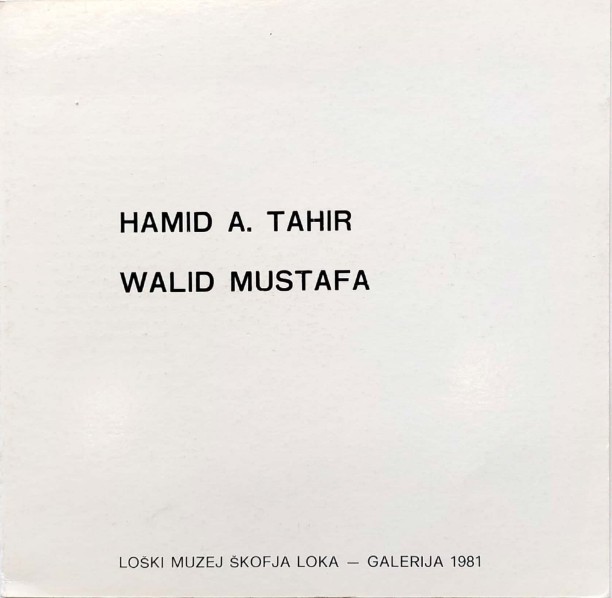 HAMID A. TAHIR
WALID MUSTAFA
LOŠKI MUZEJ ŠKOFJA LOKA — GALERIJA 1981